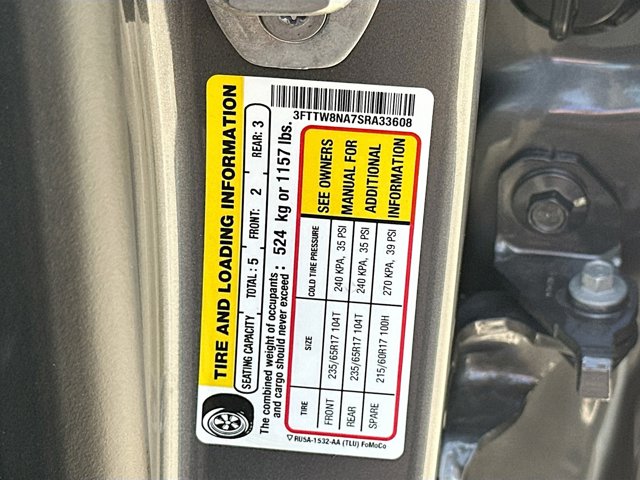 3FTTW8NA7SRA33608
TIRE AND LOADING INFORMATION
SEATING CAPACITY TOTAL : 5 FRONT: 2 REAR: 3
The combined weight of occupants : 524 kg or 1157 lbs.
and cargo should never exceed :
TIRE SIZE COLD TIRE PRESSURE SEE OWNERS
FRONT 235/65R17 104T 240 KPA, 35 PSI MANUAL FOR
REAR 235/65R17 104T 240 KPA, 35 PSI ADDITIONAL
SPARE 215/60R17 100H 270 KPA, 39 PSI INFORMATION
▽ RU5A-1532-AA (TLU) FoMoCo